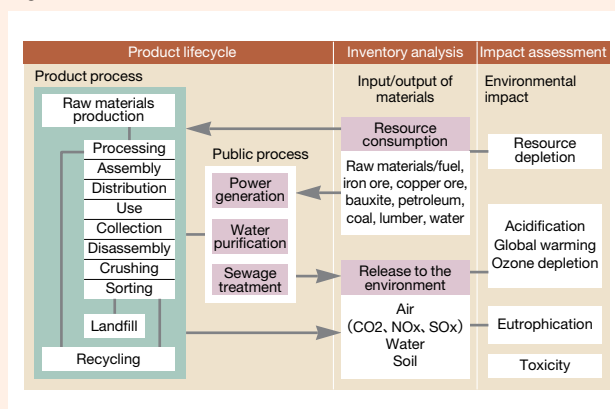 Product lifecycle
Inventory analysis
Impact assessment
Product process
Raw materials
production
Processing
Assembly
Distribution
Use
Collection
Disassembly
Crushing
Sorting
Landfill
Recycling
Public process
Power
generation
Water
purification
Sewage
treatment
Input/output of
materials
Resource
consumption
Raw materials/fuel,
iron ore, copper ore,
bauxite, petroleum,
coal, lumber, water
Release to the
environment
Air
(CO2、NOx、SOx)
Water
Soil
Environmental
impact
Resource
depletion
Acidification
Global warming
Ozone depletion
Eutrophication
Toxicity